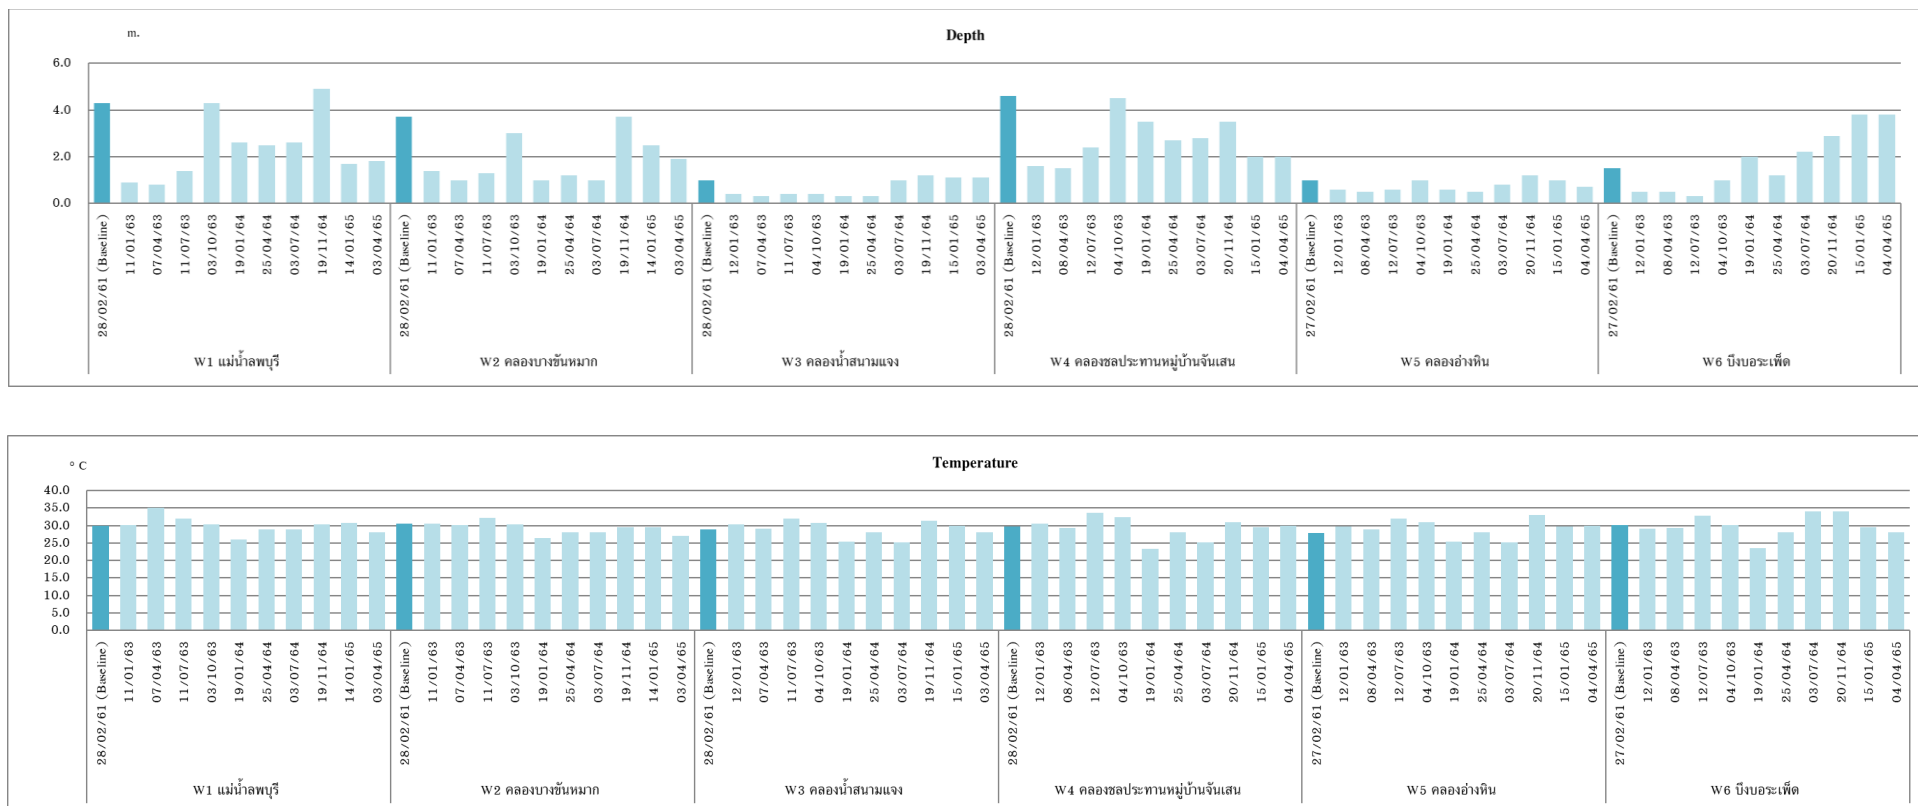 m.
Depth
6.0
4.0
2.0
0.0
28/02/61 (Baseline) 11/01/63 07/04/63 11/07/63 03/10/63 19/01/64 25/04/64 03/07/64 19/11/64 14/01/65 03/04/65 28/02/61 (Baseline) 11/01/63 07/04/63 11/07/63 03/10/63 19/01/64 25/04/64 03/07/64 19/11/64 14/01/65 03/04/65 28/02/61 (Baseline) 12/01/63 07/04/63 11/07/63 04/10/63 19/01/64 25/04/64 03/07/64 19/11/64 15/01/65 03/04/65 28/02/61 (Baseline) 12/01/63 08/04/63 12/07/63 04/10/63 19/01/64 25/04/64 03/07/64 20/11/64 15/01/65 04/04/65 27/02/61 (Baseline) 12/01/63 08/04/63 12/07/63 04/10/63 19/01/64 25/04/64 03/07/64 20/11/64 15/01/65 04/04/65 27/02/61 (Baseline) 12/01/63 08/04/63 12/07/63 04/10/63 19/01/64 25/04/64 03/07/64 20/11/64 15/01/65 04/04/65
W1 แม่น้ำลพบุรี W2 คลองบางขันหมาก W3 คลองน้ำสนามแจง W4 คลองชลประทานหมู่บ้านจันเสน W5 คลองอ่างหิน W6 บึงบอระเพ็ด
° C
Temperature
40.0
35.0
30.0
25.0
20.0
15.0
10.0
5.0
0.0
28/02/61 (Baseline) 11/01/63 07/04/63 11/07/63 03/10/63 19/01/64 25/04/64 03/07/64 19/11/64 14/01/65 03/04/65 28/02/61 (Baseline) 11/01/63 07/04/63 11/07/63 03/10/63 19/01/64 25/04/64 03/07/64 19/11/64 14/01/65 03/04/65 28/02/61 (Baseline) 12/01/63 07/04/63 11/07/63 04/10/63 19/01/64 25/04/64 03/07/64 19/11/64 15/01/65 03/04/65 28/02/61 (Baseline) 12/01/63 08/04/63 12/07/63 04/10/63 19/01/64 25/04/64 03/07/64 20/11/64 15/01/65 04/04/65 27/02/61 (Baseline) 12/01/63 08/04/63 12/07/63 04/10/63 19/01/64 25/04/64 03/07/64 20/11/64 15/01/65 04/04/65 27/02/61 (Baseline) 12/01/63 08/04/63 12/07/63 04/10/63 19/01/64 25/04/64 03/07/64 20/11/64 15/01/65 04/04/65
W1 แม่น้ำลพบุรี W2 คลองบางขันหมาก W3 คลองน้ำสนามแจง W4 คลองชลประทานหมู่บ้านจันเสน W5 คลองอ่างหิน W6 บึงบอระเพ็ด